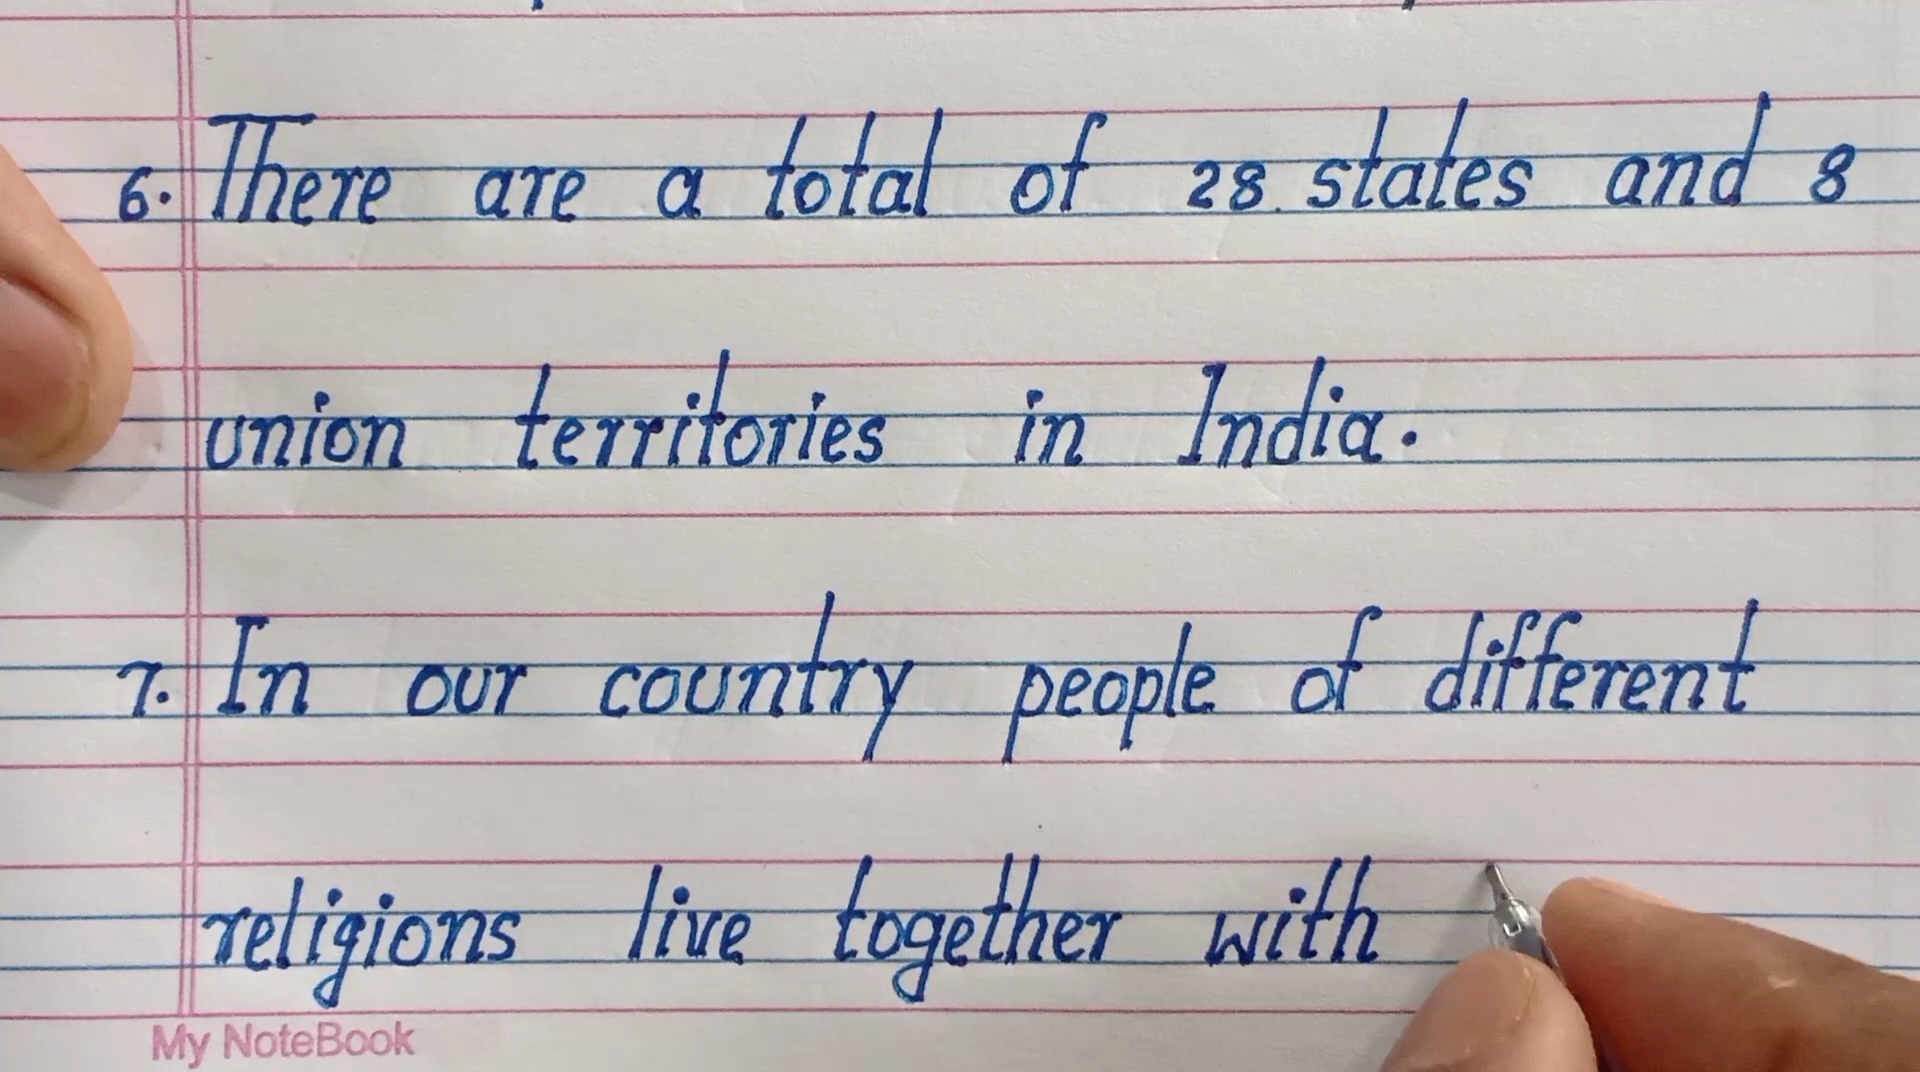 6. There are a total of 28 states and 8
union territories in India.
7. In our country people of different
religions live together with
My NoteBook